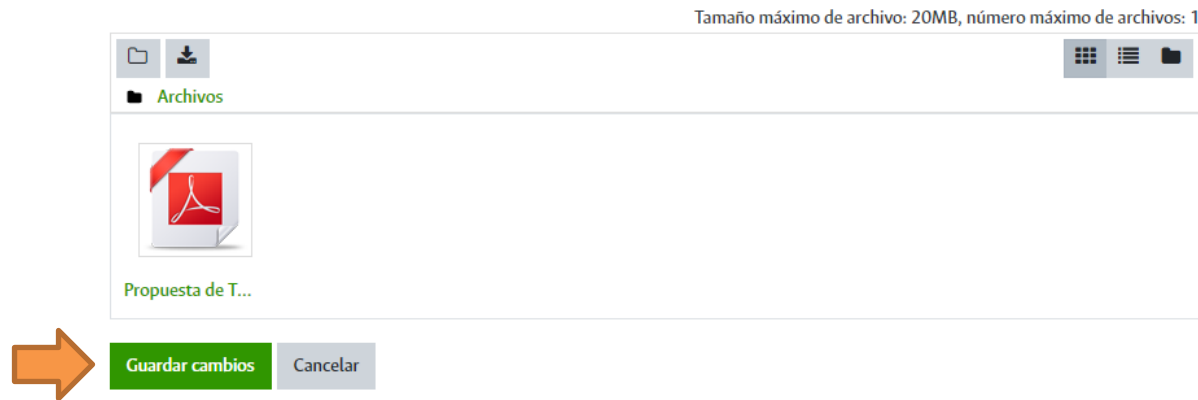 Tamaño máximo de archivo: 20MB, número máximo de archivos: 1
Archivos
Propuesta de T...
Guardar cambios
Cancelar